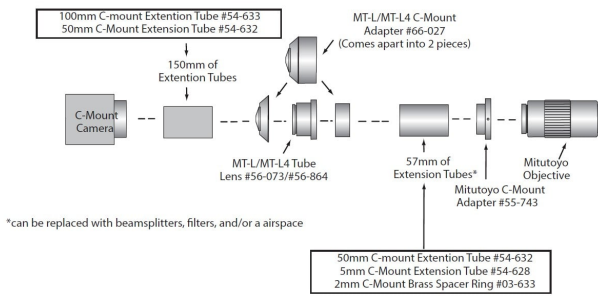 100mm C-mount Extention Tube #54-633
50mm C-Mount Extension Tube #54-632
MT-L/MT-L4 C-Mount
Adapter #66-027
(Comes apart into 2 pieces)
150mm of
Extention Tubes
C-Mount
Camera
MT-L/MT-L4 Tube
Lens #56-073/#56-864
57mm of
Extension Tubes*
Mitutoyo
Objective
Mitutoyo C-Mount
Adapter #55-743
*can be replaced with beamsplitters, filters, and/or a airspace
50mm C-mount Extention Tube #54-632
5mm C-Mount Extension Tube #54-628
2mm C-Mount Brass Spacer Ring #03-633